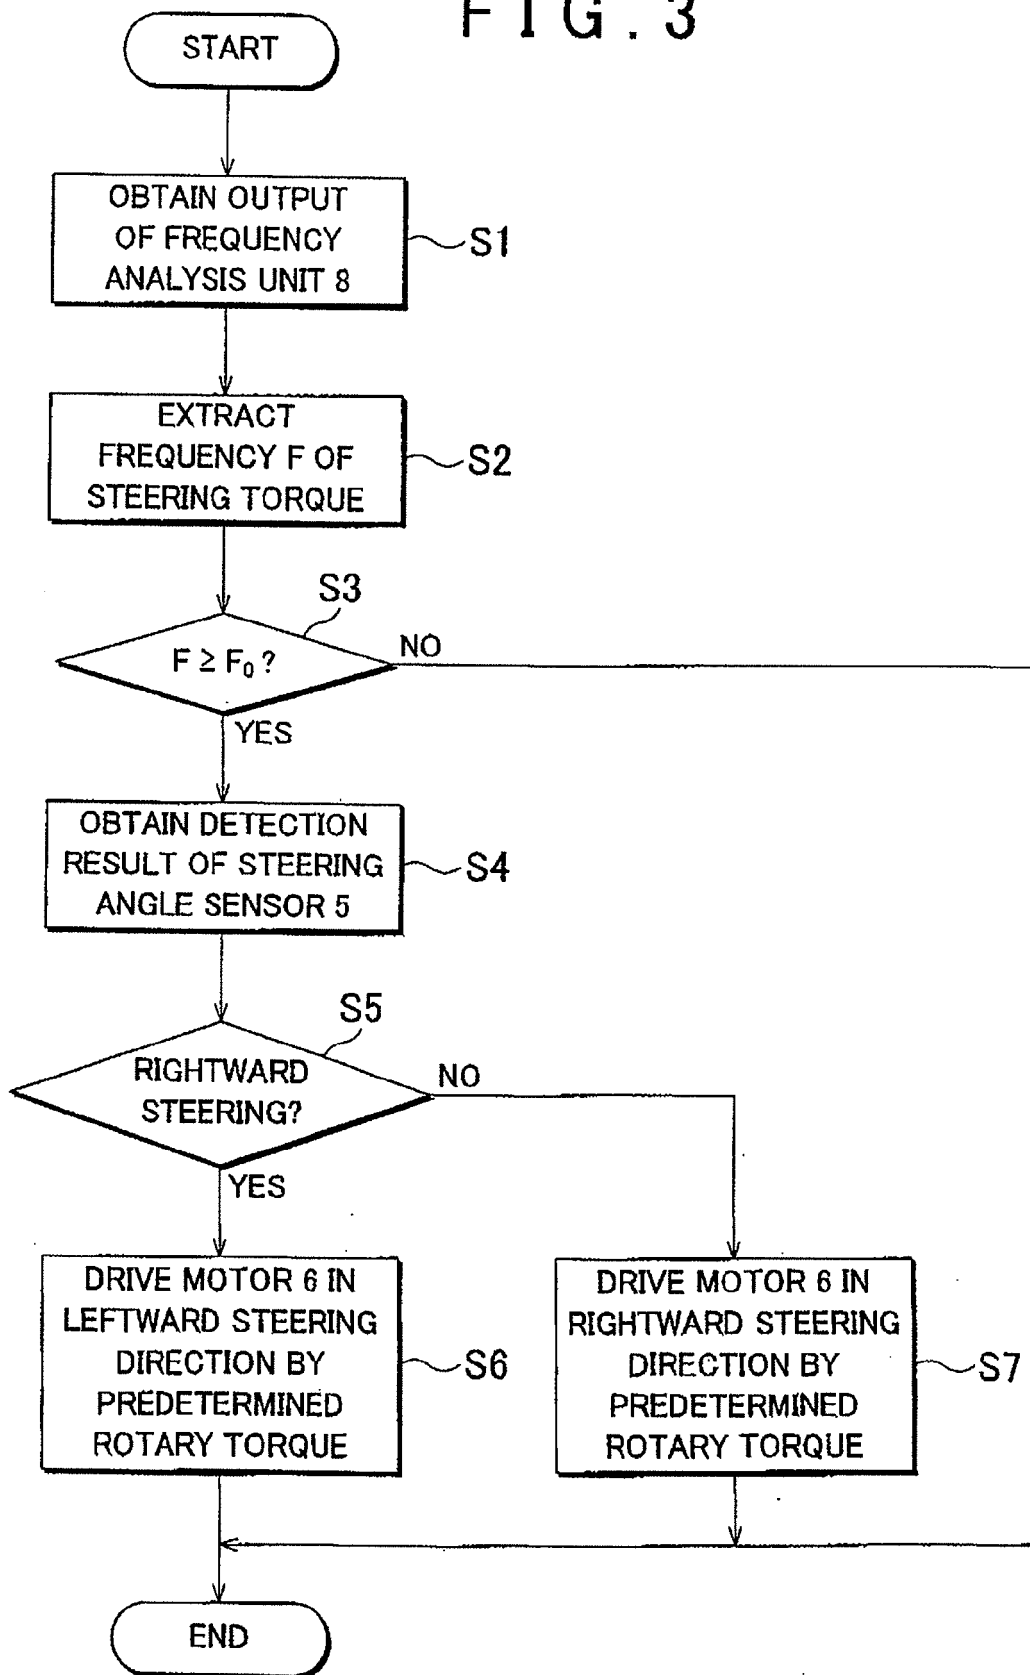 FIG.3
START
OBTAIN OUTPUT
OF FREQUENCY
ANALYSIS UNIT 8
S1
EXTRACT
FREQUENCY F OF
STEERING TORQUE
S2
S3
F ≥ F₀ ?
NO
YES
OBTAIN DETECTION
RESULT OF STEERING
ANGLE SENSOR 5
S4
S5
RIGHTWARD
STEERING?
NO
YES
DRIVE MOTOR 6 IN
LEFTWARD STEERING
DIRECTION BY
PREDETERMINED
ROTARY TORQUE
S6
DRIVE MOTOR 6 IN
RIGHTWARD STEERING
DIRECTION BY
PREDETERMINED
ROTARY TORQUE
S7
END